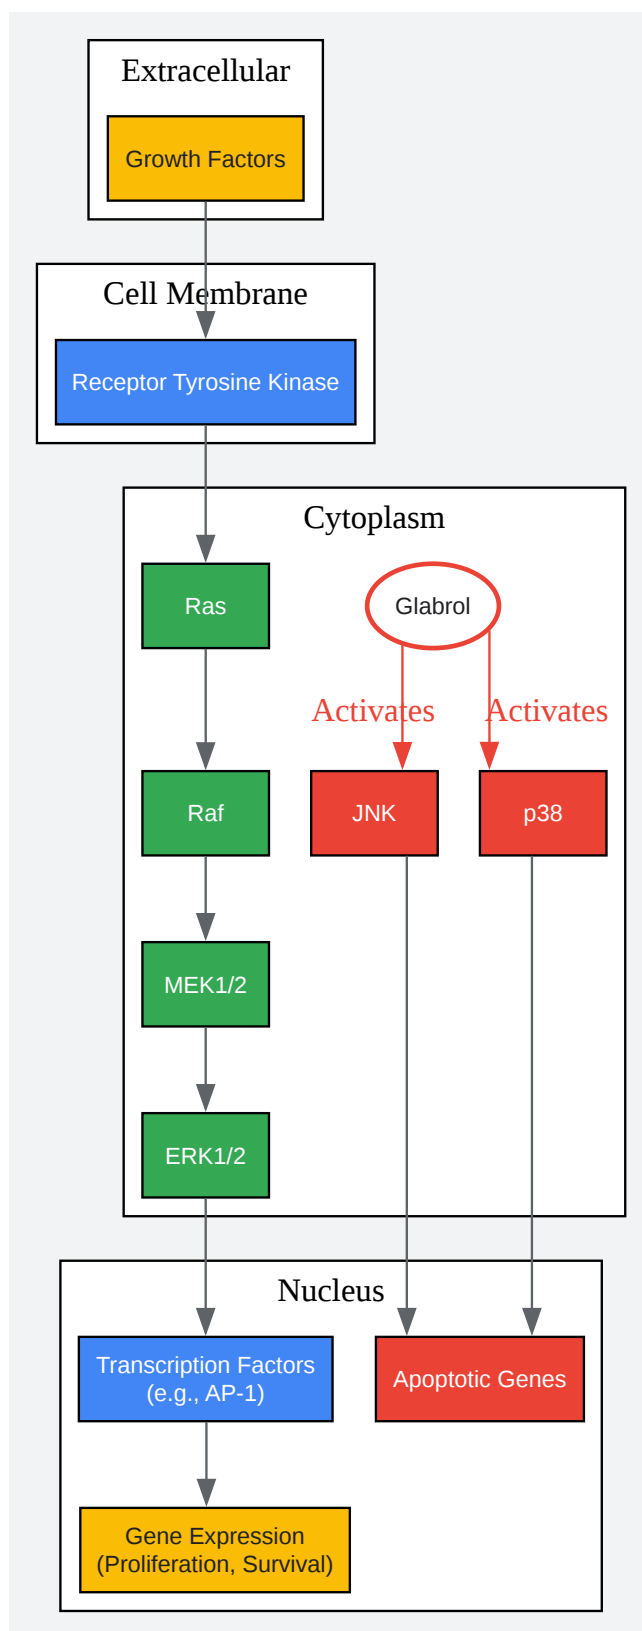 Extracellular
Growth Factors
Cell Membrane
Receptor Tyrosine Kinase
Cytoplasm
Ras
Glabrol
Activates
Activates
Raf
JNK
p38
MEK1/2
ERK1/2
Nucleus
Transcription Factors
(e.g., AP-1)
Apoptotic Genes
Gene Expression
(Proliferation, Survival)